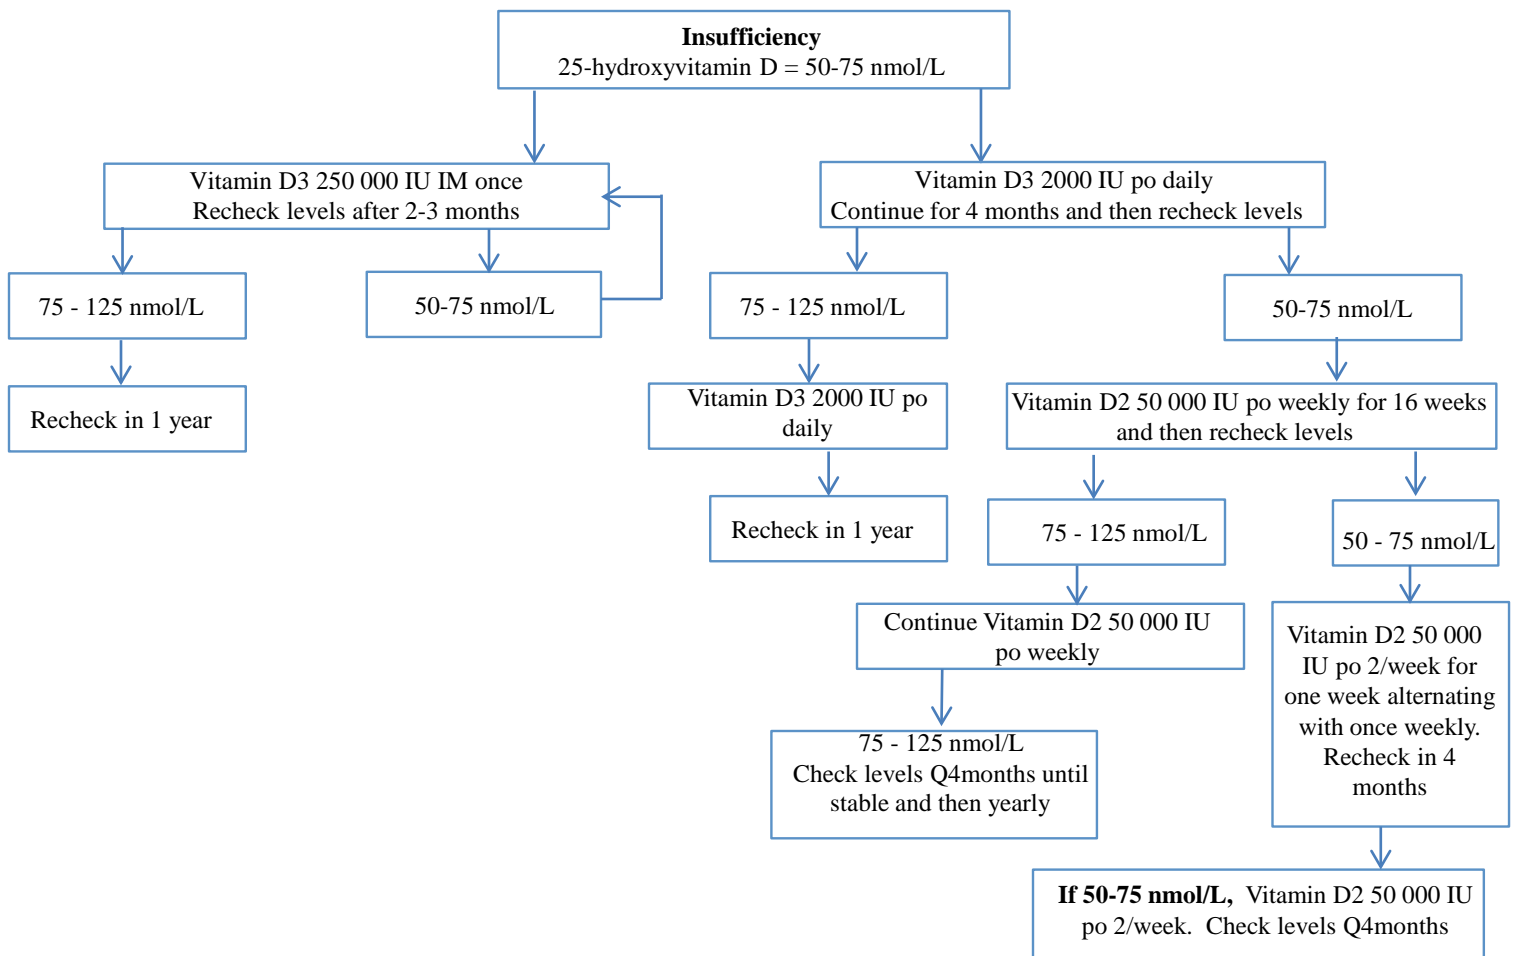 Insufficiency
25-hydroxyvitamin D = 50-75 nmol/L
Vitamin D3 250 000 IU IM once
Recheck levels after 2-3 months
Vitamin D3 2000 IU po daily
Continue for 4 months and then recheck levels
75 - 125 nmol/L
50-75 nmol/L
75 - 125 nmol/L
50-75 nmol/L
Recheck in 1 year
Vitamin D3 2000 IU po
daily
Vitamin D2 50 000 IU po weekly for 16 weeks
and then recheck levels
Recheck in 1 year
75 - 125 nmol/L
50 - 75 nmol/L
Continue Vitamin D2 50 000 IU
po weekly
Vitamin D2 50 000
IU po 2/week for
one week alternating
with once weekly.
Recheck in 4
months
75 - 125 nmol/L
Check levels Q4months until
stable and then yearly
If 50-75 nmol/L, Vitamin D2 50 000 IU
po 2/week. Check levels Q4months